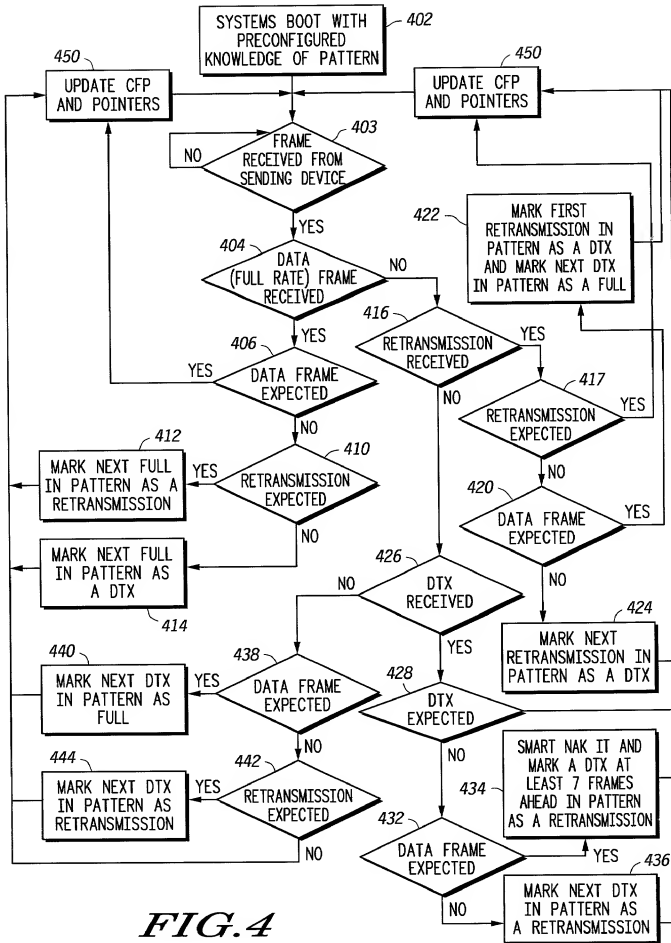 SYSTEMS BOOT WITH
PRECONFIGURED
KNOWLEDGE OF PATTERN
402
450
UPDATE CFP
AND POINTERS
450
UPDATE CFP
AND POINTERS
403
FRAME
RECEIVED FROM
SENDING DEVICE
NO
YES
404
DATA
(FULL RATE) FRAME
RECEIVED
NO
YES
422
MARK FIRST
RETRANSMISSION IN
PATTERN AS A DTX
AND MARK NEXT DTX
IN PATTERN AS A FULL
406
DATA FRAME
EXPECTED
YES
NO
416
RETRANSMISSION
RECEIVED
YES
NO
417
RETRANSMISSION
EXPECTED
YES
NO
412
MARK NEXT FULL
IN PATTERN AS A
RETRANSMISSION
YES
410
RETRANSMISSION
EXPECTED
NO
420
DATA FRAME
EXPECTED
YES
NO
MARK NEXT FULL
IN PATTERN AS
A DTX
414
426
DTX
RECEIVED
NO
YES
424
MARK NEXT
RETRANSMISSION IN
PATTERN AS A DTX
440
MARK NEXT DTX
IN PATTERN AS
FULL
YES
438
DATA FRAME
EXPECTED
NO
428
DTX
EXPECTED
NO
444
MARK NEXT DTX
IN PATTERN AS
RETRANSMISSION
YES
442
RETRANSMISSION
EXPECTED
NO
434
SMART NAK IT AND
MARK A DTX AT
LEAST 7 FRAMES
AHEAD IN PATTERN
AS A RETRANSMISSION
432
DATA FRAME
EXPECTED
YES
NO
436
MARK NEXT DTX
IN PATTERN AS
A RETRANSMISSION
FIG.4